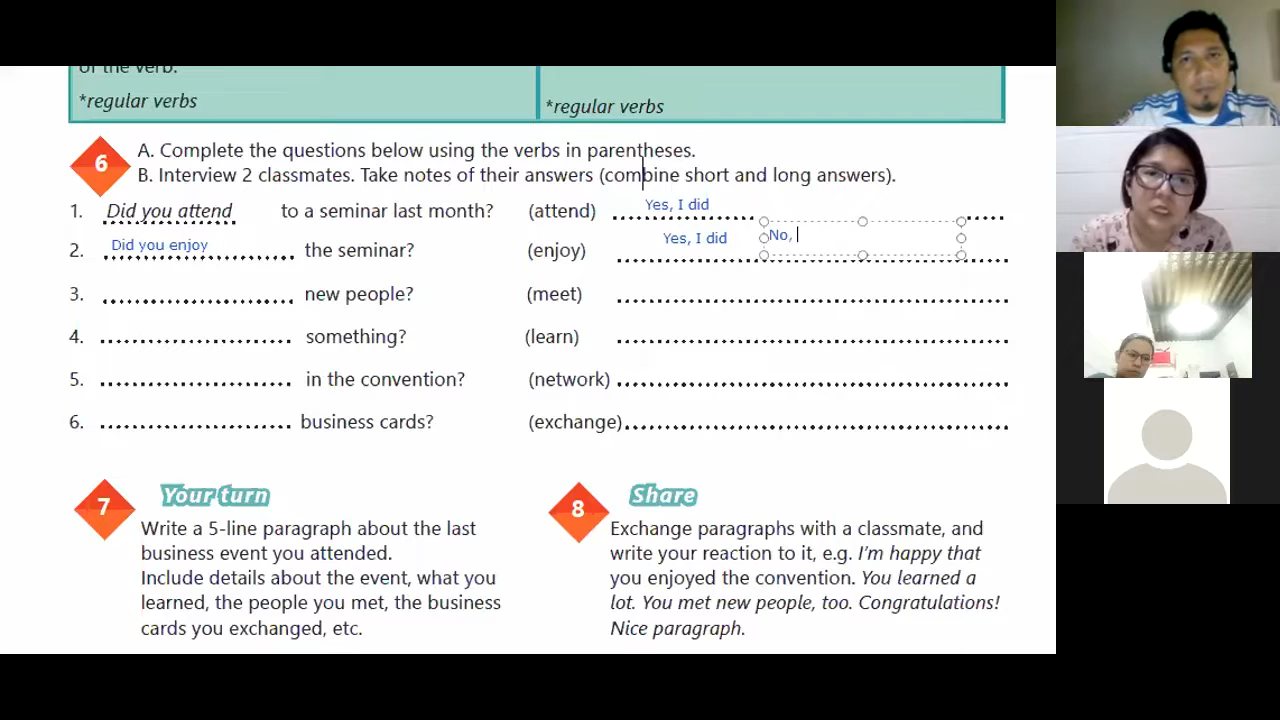 of the verb.
*regular verbs
*regular verbs
6
A. Complete the questions below using the verbs in parentheses.
B. Interview 2 classmates. Take notes of their answers (combine short and long answers).
1. Did you attend to a seminar last month? (attend) Yes, I did
2. Did you enjoy the seminar? (enjoy) Yes, I did No,
3. new people? (meet)
4. something? (learn)
5. in the convention? (network)
6. business cards? (exchange)
7 Your turn
Write a 5-line paragraph about the last
business event you attended.
Include details about the event, what you
learned, the people you met, the business
cards you exchanged, etc.
8 Share
Exchange paragraphs with a classmate, and
write your reaction to it, e.g. I'm happy that
you enjoyed the convention. You learned a
lot. You met new people, too. Congratulations!
Nice paragraph.